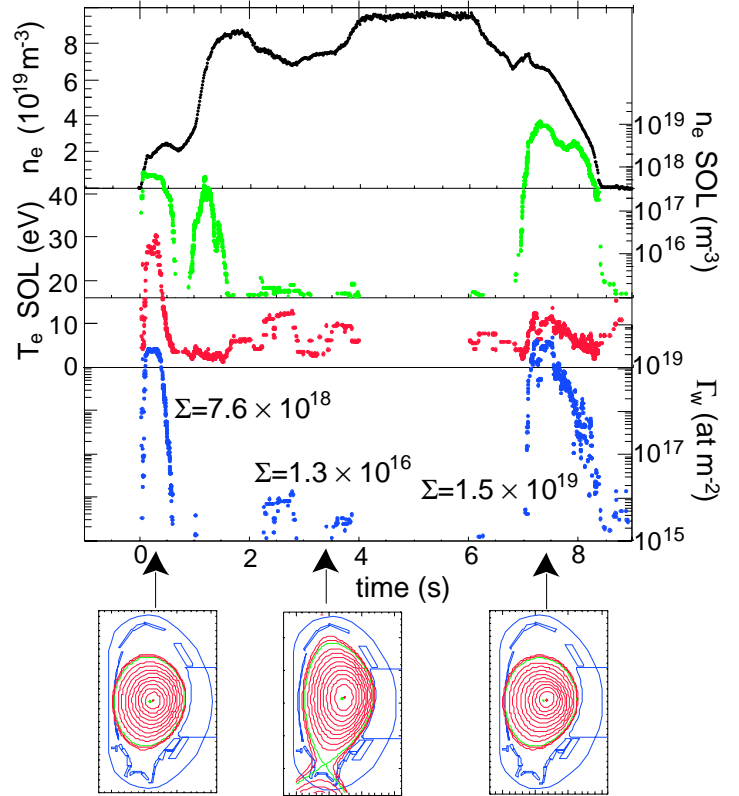 n_e (10^19 m^-3)
8
6
4
2
n_e SOL (m^-3)
10^19
10^18
10^17
10^16
T_e SOL (eV)
40
30
20
10
0
10^19
10^17
10^15
Γ_w (at m^-2)
Σ=7.6 × 10^18
Σ=1.3 × 10^16
Σ=1.5 × 10^19
0 2 4 6 8
time (s)